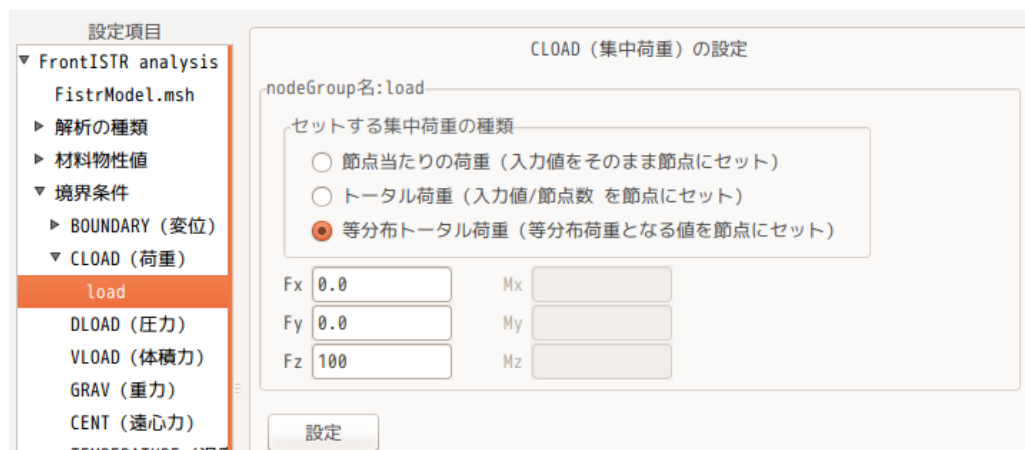 設定項目
FrontISTR analysis
FistrModel.msh
解析の種類
材料物性値
境界条件
BOUNDARY (変位)
CLOAD (荷重)
load
DLOAD (圧力)
VLOAD (体積力)
GRAV (重力)
CENT (遠心力)
CLOAD (集中荷重) の設定
nodeGroup名:load
セットする集中荷重の種類
節点当たりの荷重 (入力値をそのまま節点にセット)
トータル荷重 (入力値/節点数 を節点にセット)
等分布トータル荷重 (等分布荷重となる値を節点にセット)
Fx 0.0 Mx
Fy 0.0 My
Fz 100 Mz
設定